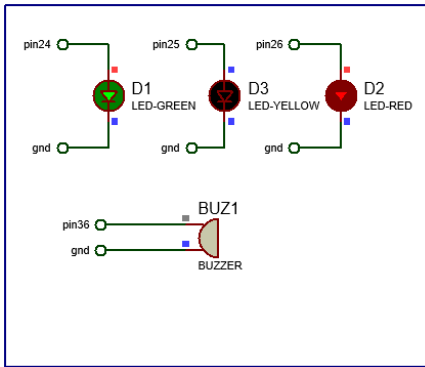 pin24
pin25
pin26
D1
D3
D2
LED-GREEN
LED-YELLOW
LED-RED
gnd
gnd
gnd
BUZ1
pin36
gnd
BUZZER